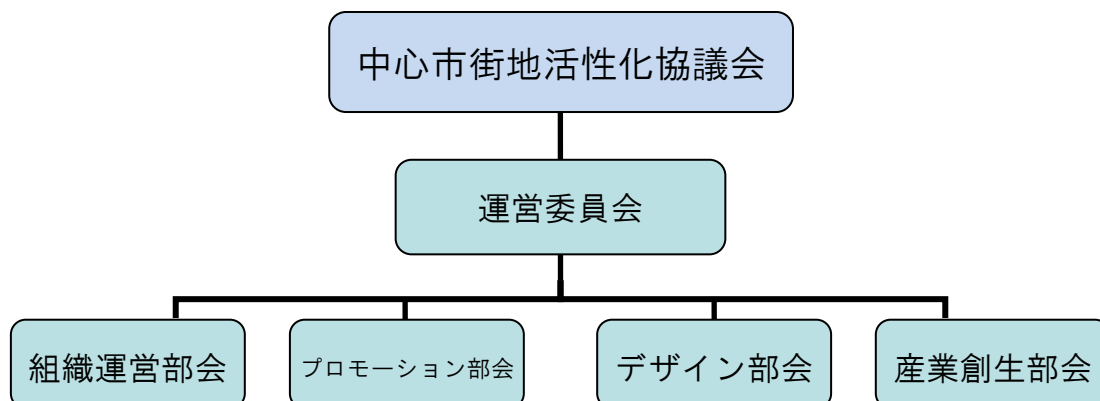 中心市街地活性化協議会
運営委員会
組織運営部会
プロモーション部会
デザイン部会
産業創生部会